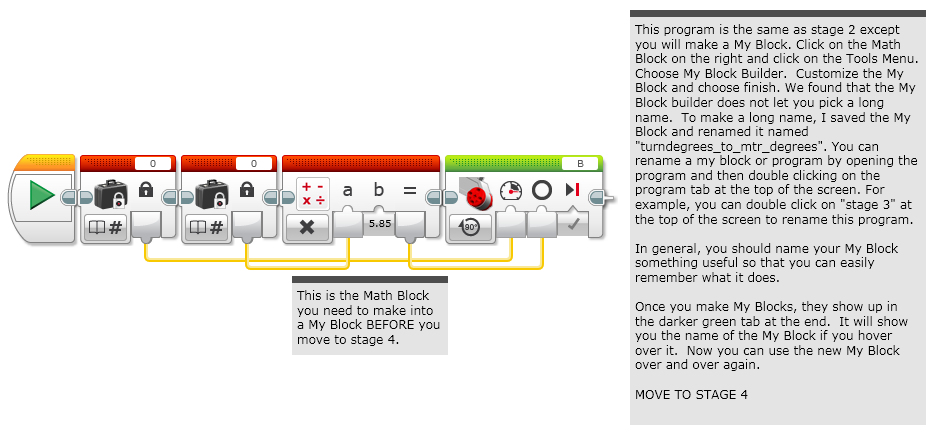 0
0
a b =
5.85
B
#
#
90°
This is the Math Block
you need to make into
a My Block BEFORE you
move to stage 4.
This program is the same as stage 2 except
you will make a My Block. Click on the Math
Block on the right and click on the Tools Menu.
Choose My Block Builder.  Customize the My
Block and choose finish. We found that the My
Block builder does not let you pick a long
name.  To make a long name, I saved the My
Block and renamed it named
"turndegrees_to_mtr_degrees". You can
rename a my block or program by opening the
program and then double clicking on the
program tab at the top of the screen. For
example, you can double click on "stage 3" at
the top of the screen to rename this program.
In general, you should name your My Block
something useful so that you can easily
remember what it does.
Once you make My Blocks, they show up in
the darker green tab at the end.  It will show
you the name of the My Block if you hover
over it.  Now you can use the new My Block
over and over again.
MOVE TO STAGE 4